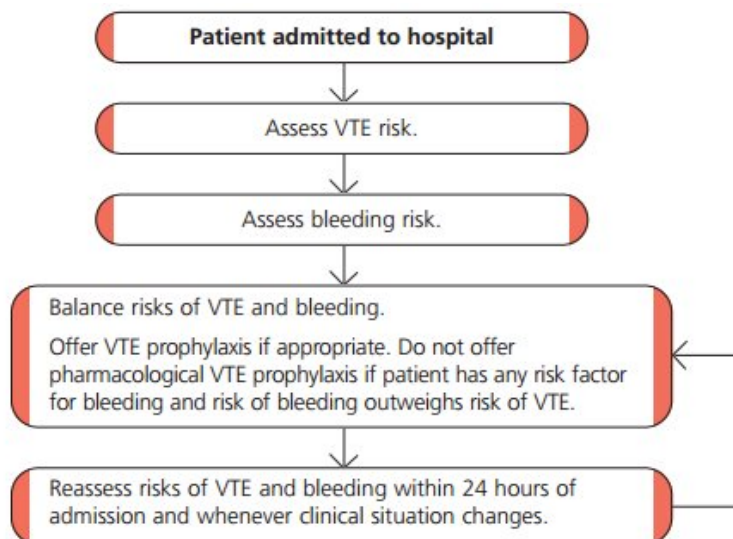 Patient admitted to hospital
Assess VTE risk.
Assess bleeding risk.
Balance risks of VTE and bleeding.
Offer VTE prophylaxis if appropriate. Do not offer
pharmacological VTE prophylaxis if patient has any risk factor
for bleeding and risk of bleeding outweighs risk of VTE.
Reassess risks of VTE and bleeding within 24 hours of
admission and whenever clinical situation changes.